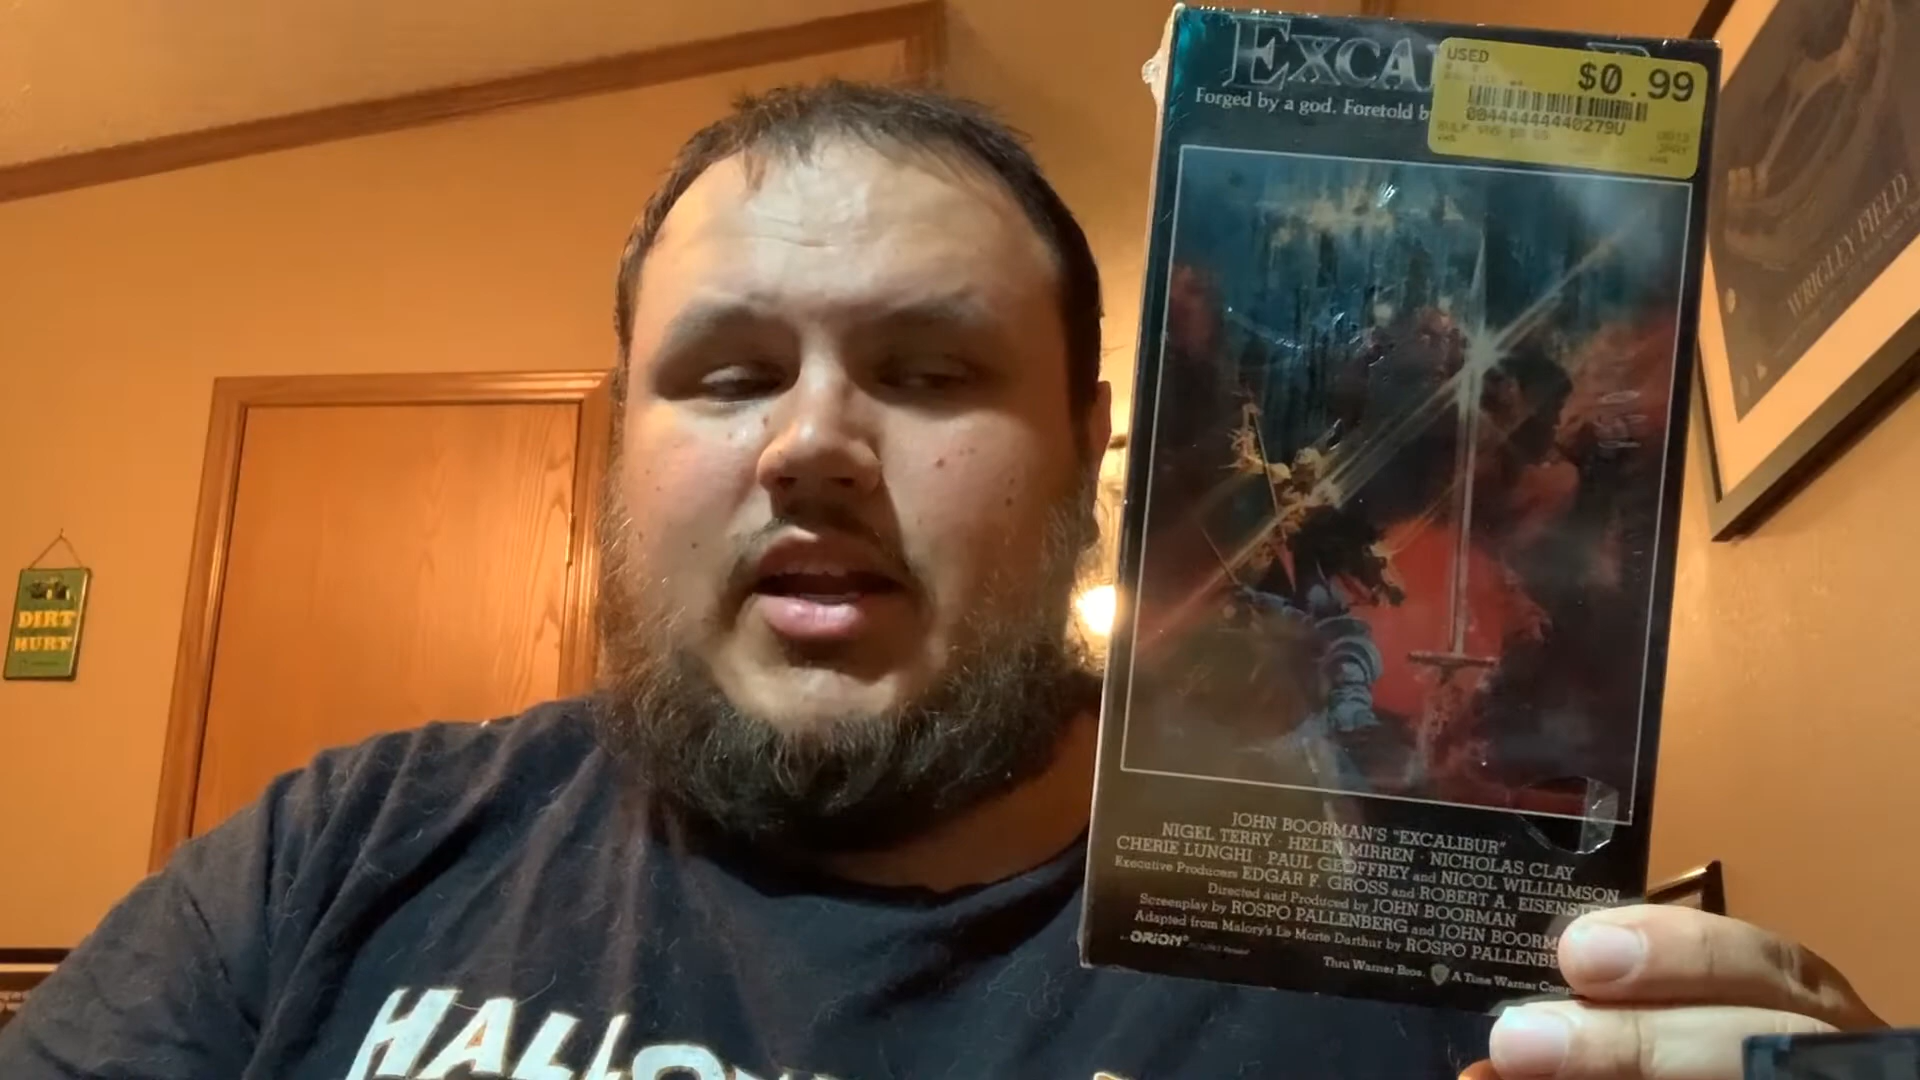 EXCA
USED
$0.99
Forged by a god. Foretold b
0044444440279U
WRIGLEY FIELD
DIRT
HURT
JOHN BOORMAN'S "EXCALIBUR"
NIGEL TERRY · HELEN MIRREN · NICHOLAS CLAY
CHERIE LUNGHI · PAUL GEOFFREY and NICOL WILLIAMSON
Executive Producers EDGAR F. GROSS and ROBERT A. EISENSTE
Directed and Produced by JOHN BOORMAN
Screenplay by ROSPO PALLENBERG and JOHN BOORM
Adapted from Malory's Le Morte Darthur by ROSPO PALLENBE
ORION
Thru Warner Bros. A Time Warner Comp
HALLO